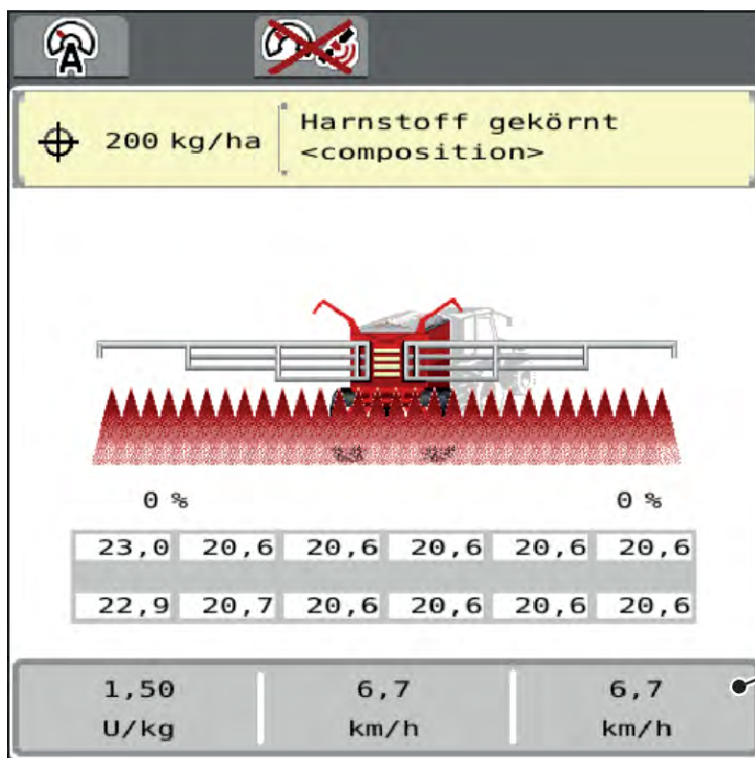 A
200 kg/ha
Harnstoff gekörnt
<composition>
0 % 0 %
23,0 20,6 20,6 20,6 20,6 20,6
22,9 20,7 20,6 20,6 20,6 20,6
1,50 6,7 6,7
U/kg km/h km/h